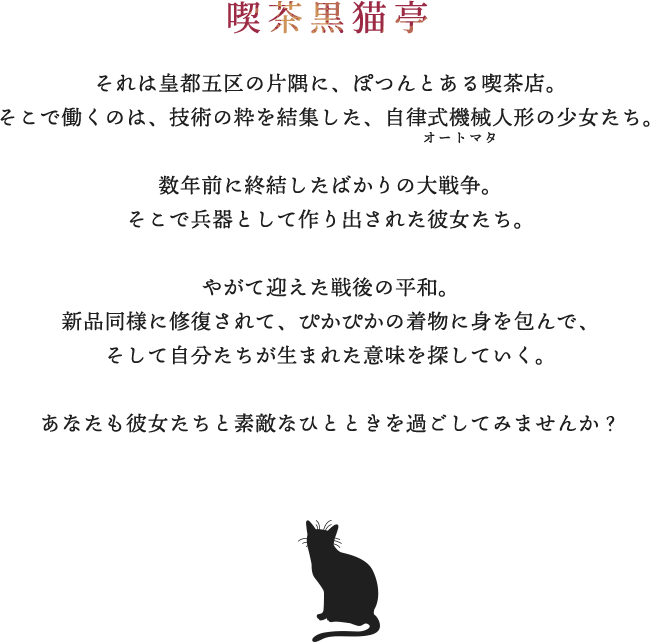 喫茶黒猫亭
それは皇都五区の片隅に、ぽつんとある喫茶店。
そこで働くのは、技術の粋を結集した、自律式機械人形の少女たち。
オートマタ
数年前に終結したばかりの大戦争。
そこで兵器として作り出された彼女たち。
やがて迎えた戦後の平和。
新品同様に修復されて、ぴかぴかの着物に身を包んで、
そして自分たちが生まれた意味を探していく。
あなたも彼女たちと素敵なひとときを過ごしてみませんか？